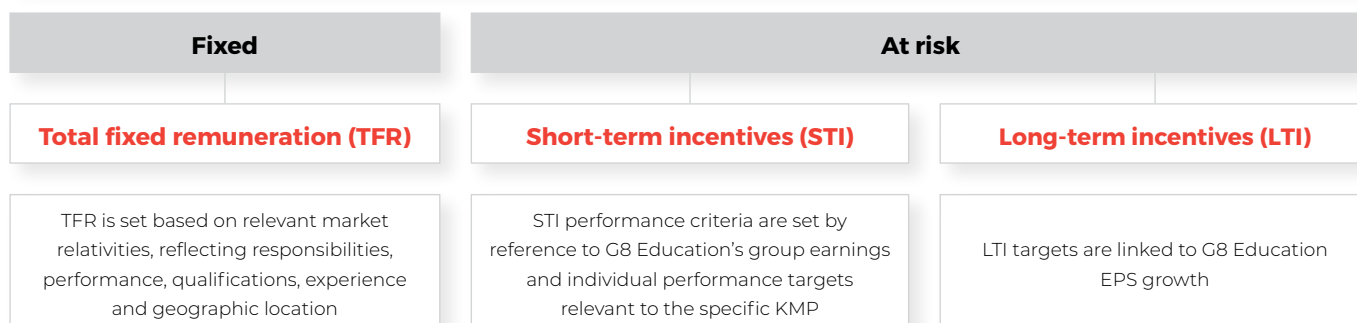 Fixed
At risk
Total fixed remuneration (TFR)
Short-term incentives (STI)
Long-term incentives (LTI)
TFR is set based on relevant market
relativities, reflecting responsibilities,
performance, qualifications, experience
and geographic location
STI performance criteria are set by
reference to G8 Education’s group earnings
and individual performance targets
relevant to the specific KMP
LTI targets are linked to G8 Education
EPS growth